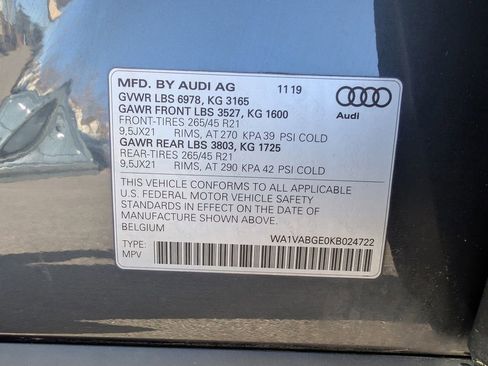 MFD. BY AUDI AG 11 19
GVWR LBS 6978, KG 3165
GAWR FRONT LBS 3527, KG 1600
FRONT-TIRES 265/45 R21
9,5JX21 RIMS, AT 270 KPA 39 PSI COLD
GAWR REAR LBS 3803, KG 1725
REAR-TIRES 265/45 R21
9,5JX21 RIMS, AT 290 KPA 42 PSI COLD
Audi
THIS VEHICLE CONFORMS TO ALL APPLICABLE
U.S. FEDERAL MOTOR VEHICLE SAFETY
STANDARDS IN EFFECT ON THE DATE OF
MANUFACTURE SHOWN ABOVE.
BELGIUM
WA1VABGE0KB024722
TYPE:
MPV